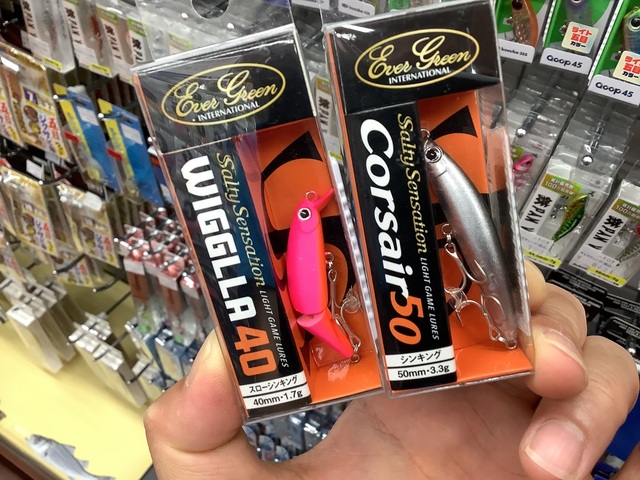 Ever Green
INTERNATIONAL
Salty Sensation
WIGGLLA 40
LIGHT GAME LURES
スローシンキング
40mm・1.7g
Ever Green
INTERNATIONAL
Salty Sensation
Corsair 50
LIGHT GAME LURES
シンキング
50mm・3.3g
Qoop 45
Qoop 45